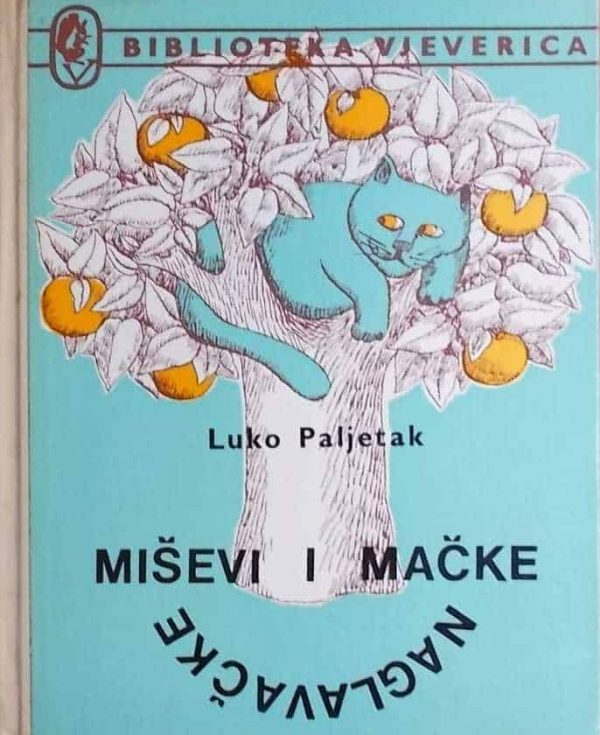 BIBLIOTEKA VJEVERICA
Luko Paljetak
MIŠEVI I MAČKE
NAGLAVAČKE